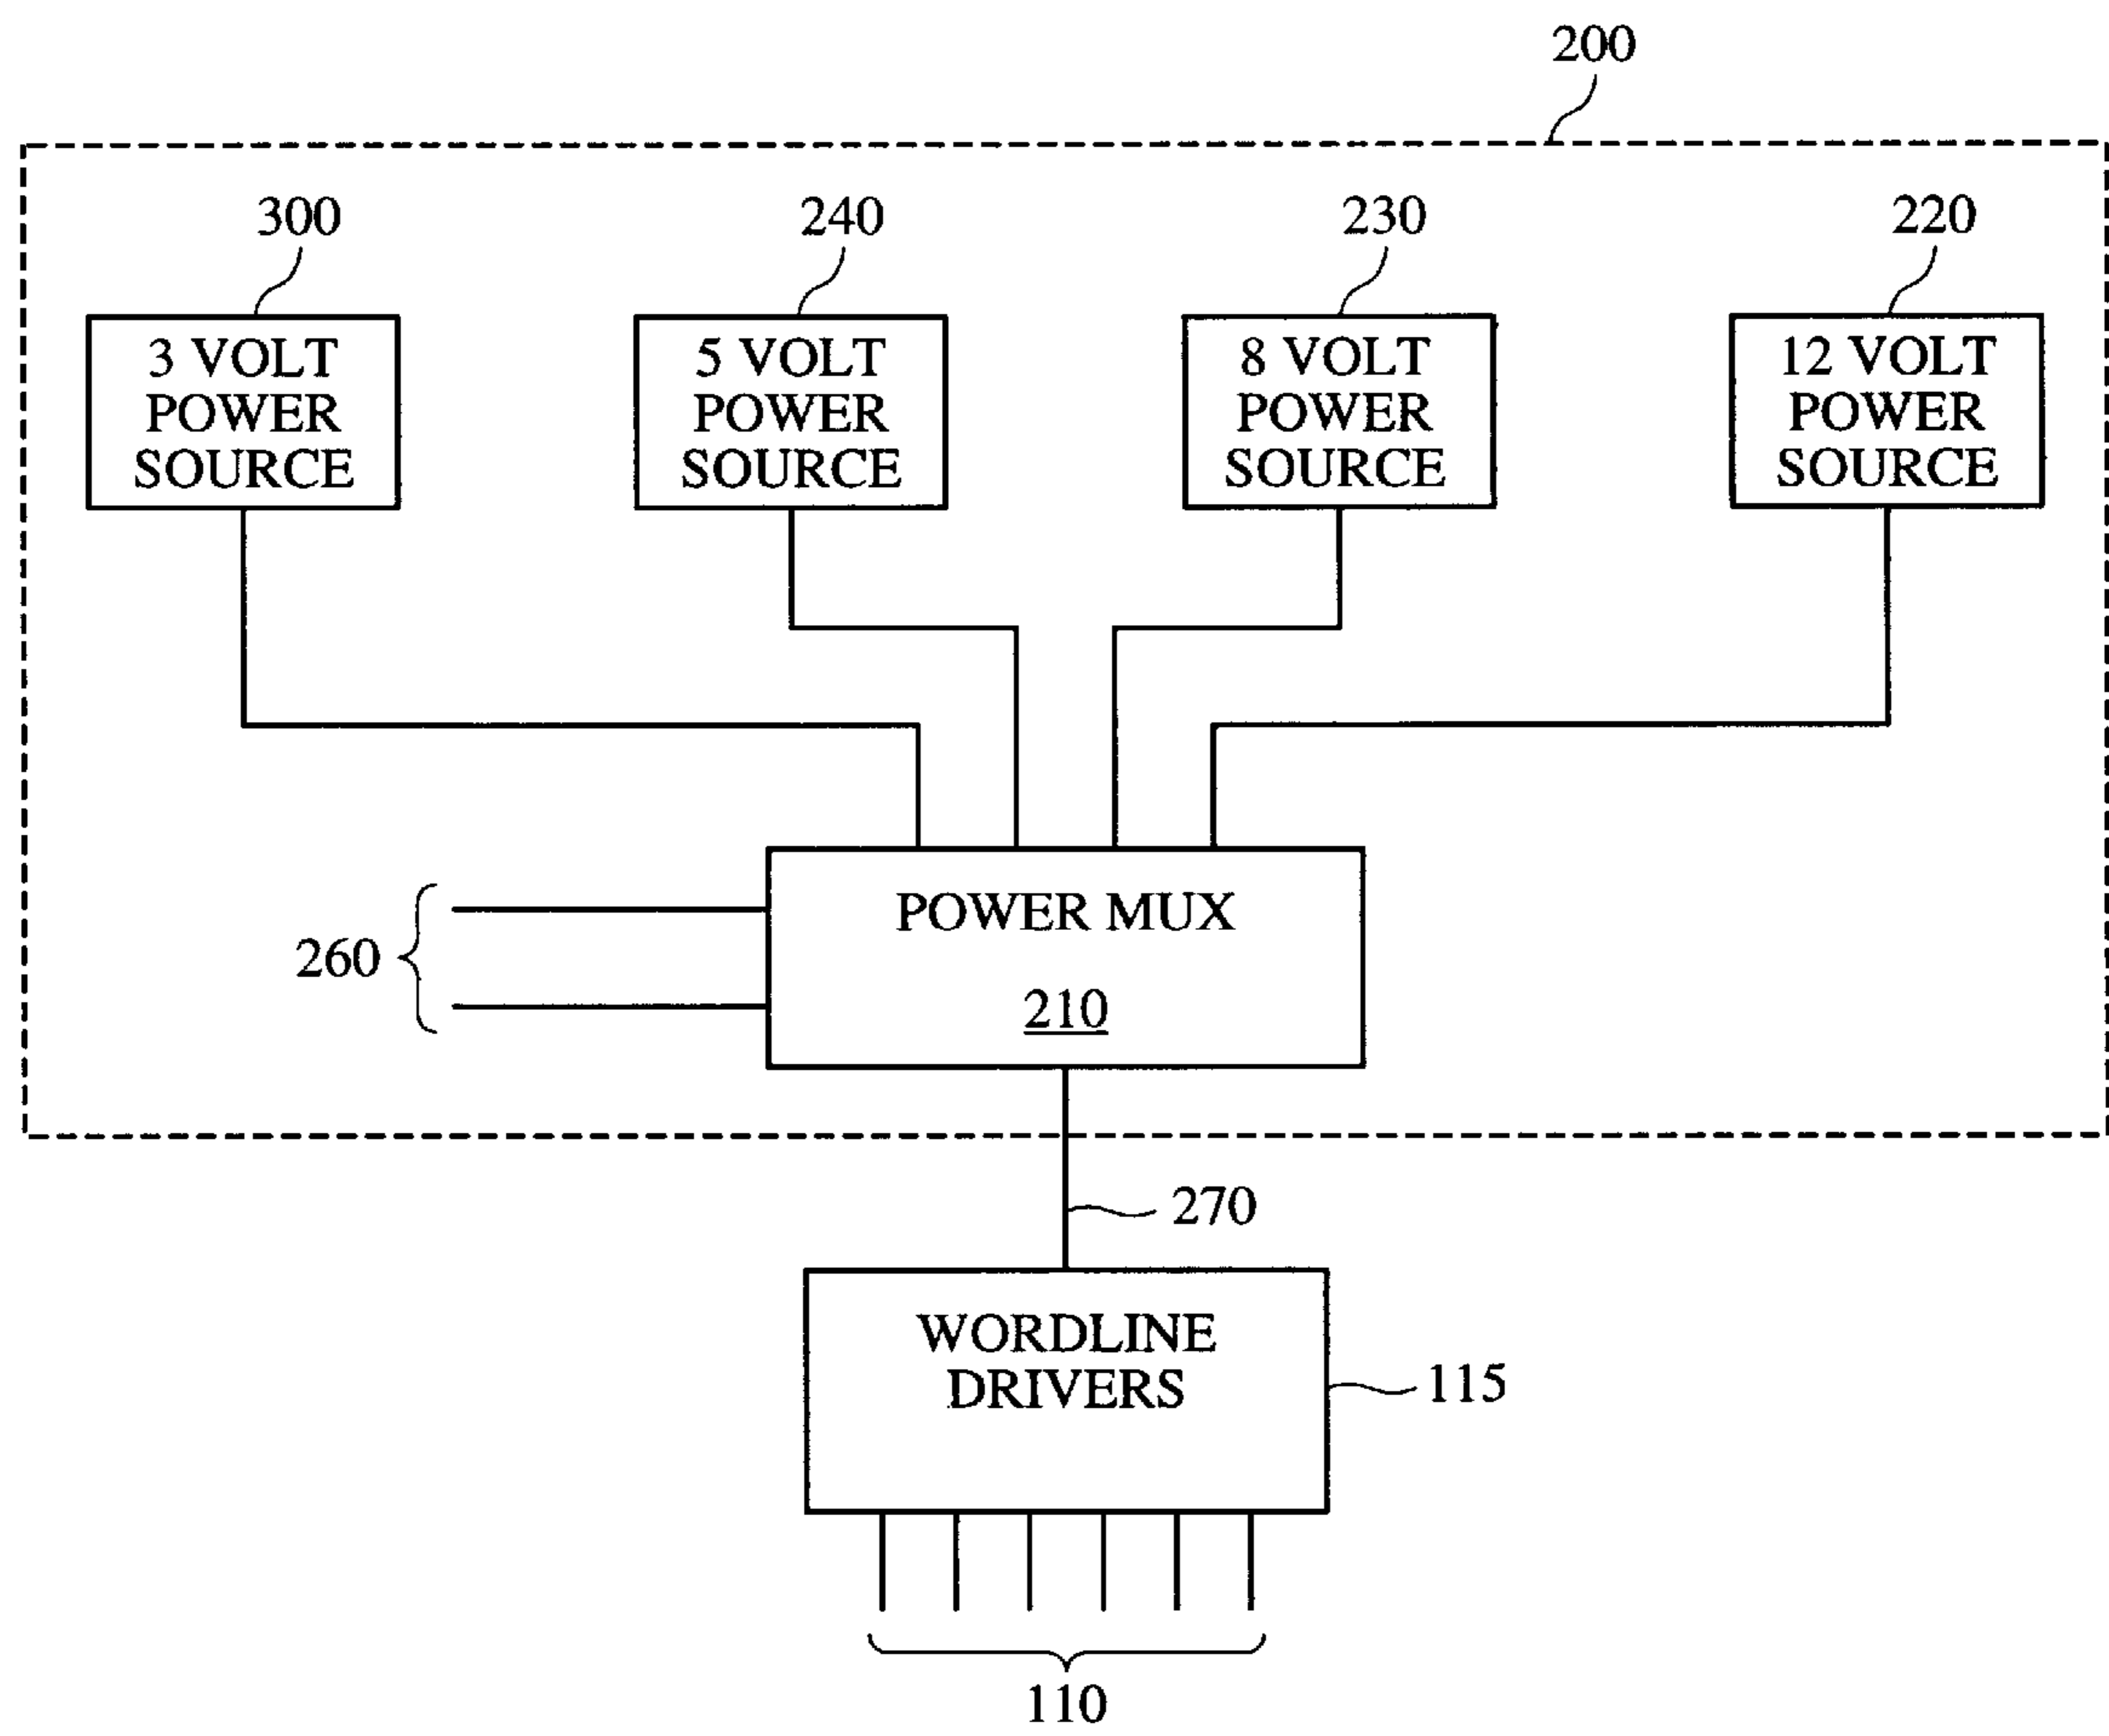 200
300
240
230
220
3 VOLT
POWER
SOURCE
5 VOLT
POWER
SOURCE
8 VOLT
POWER
SOURCE
12 VOLT
POWER
SOURCE
POWER MUX
260
210
270
WORDLINE
DRIVERS
115
110